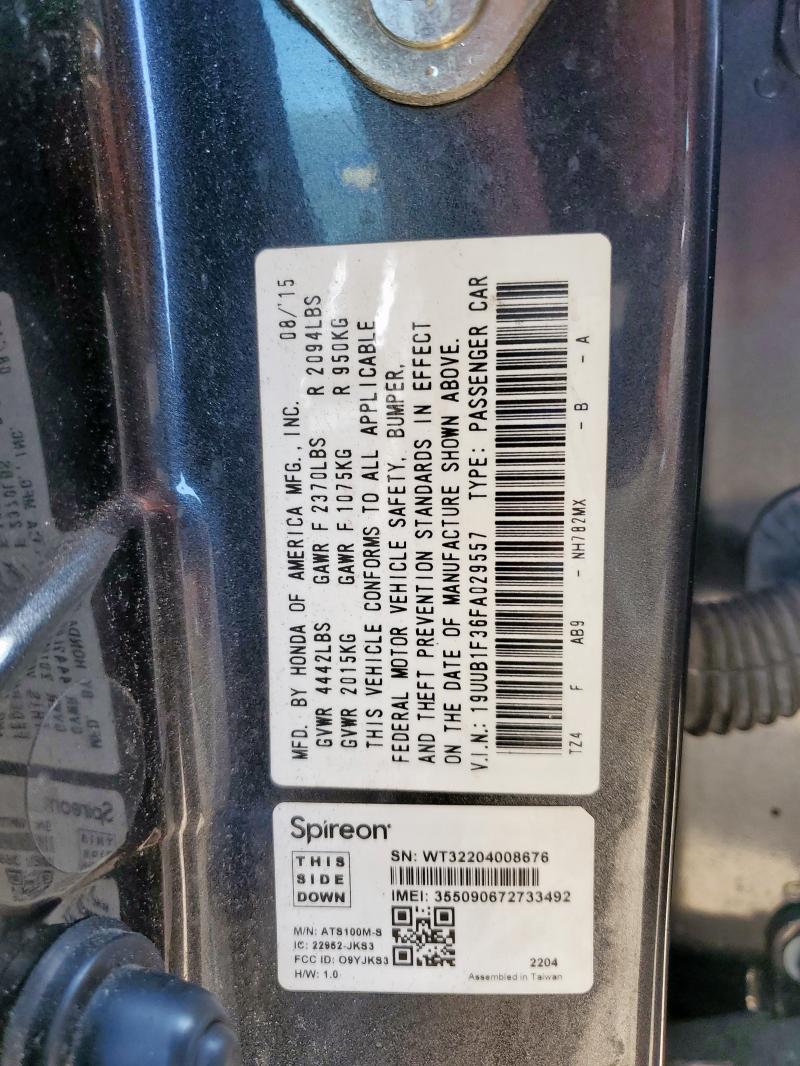 MFD. BY HONDA OF AMERICA MFG., INC. 08/'15
GVWR 4442LBS GAWR F 2370LBS R 2094LBS
GVWR 2015KG GAWR F 1075KG R 950KG
THIS VEHICLE CONFORMS TO ALL APPLICABLE
FEDERAL MOTOR VEHICLE SAFETY, BUMPER,
AND THEFT PREVENTION STANDARDS IN EFFECT
ON THE DATE OF MANUFACTURE SHOWN ABOVE.
V.I.N.: 19UUB1F36FA029557 TYPE: PASSENGER CAR
TZ4 F AB9 - NH782MX - B - A
Spireon
THIS
SIDE
DOWN
SN: WT32204008676
IMEI: 355090672733492
M/N: ATS100M-S
IC: 22952-JKS3
FCC ID: O9YJKS3
H/W: 1.0
2204
Assembled in Taiwan